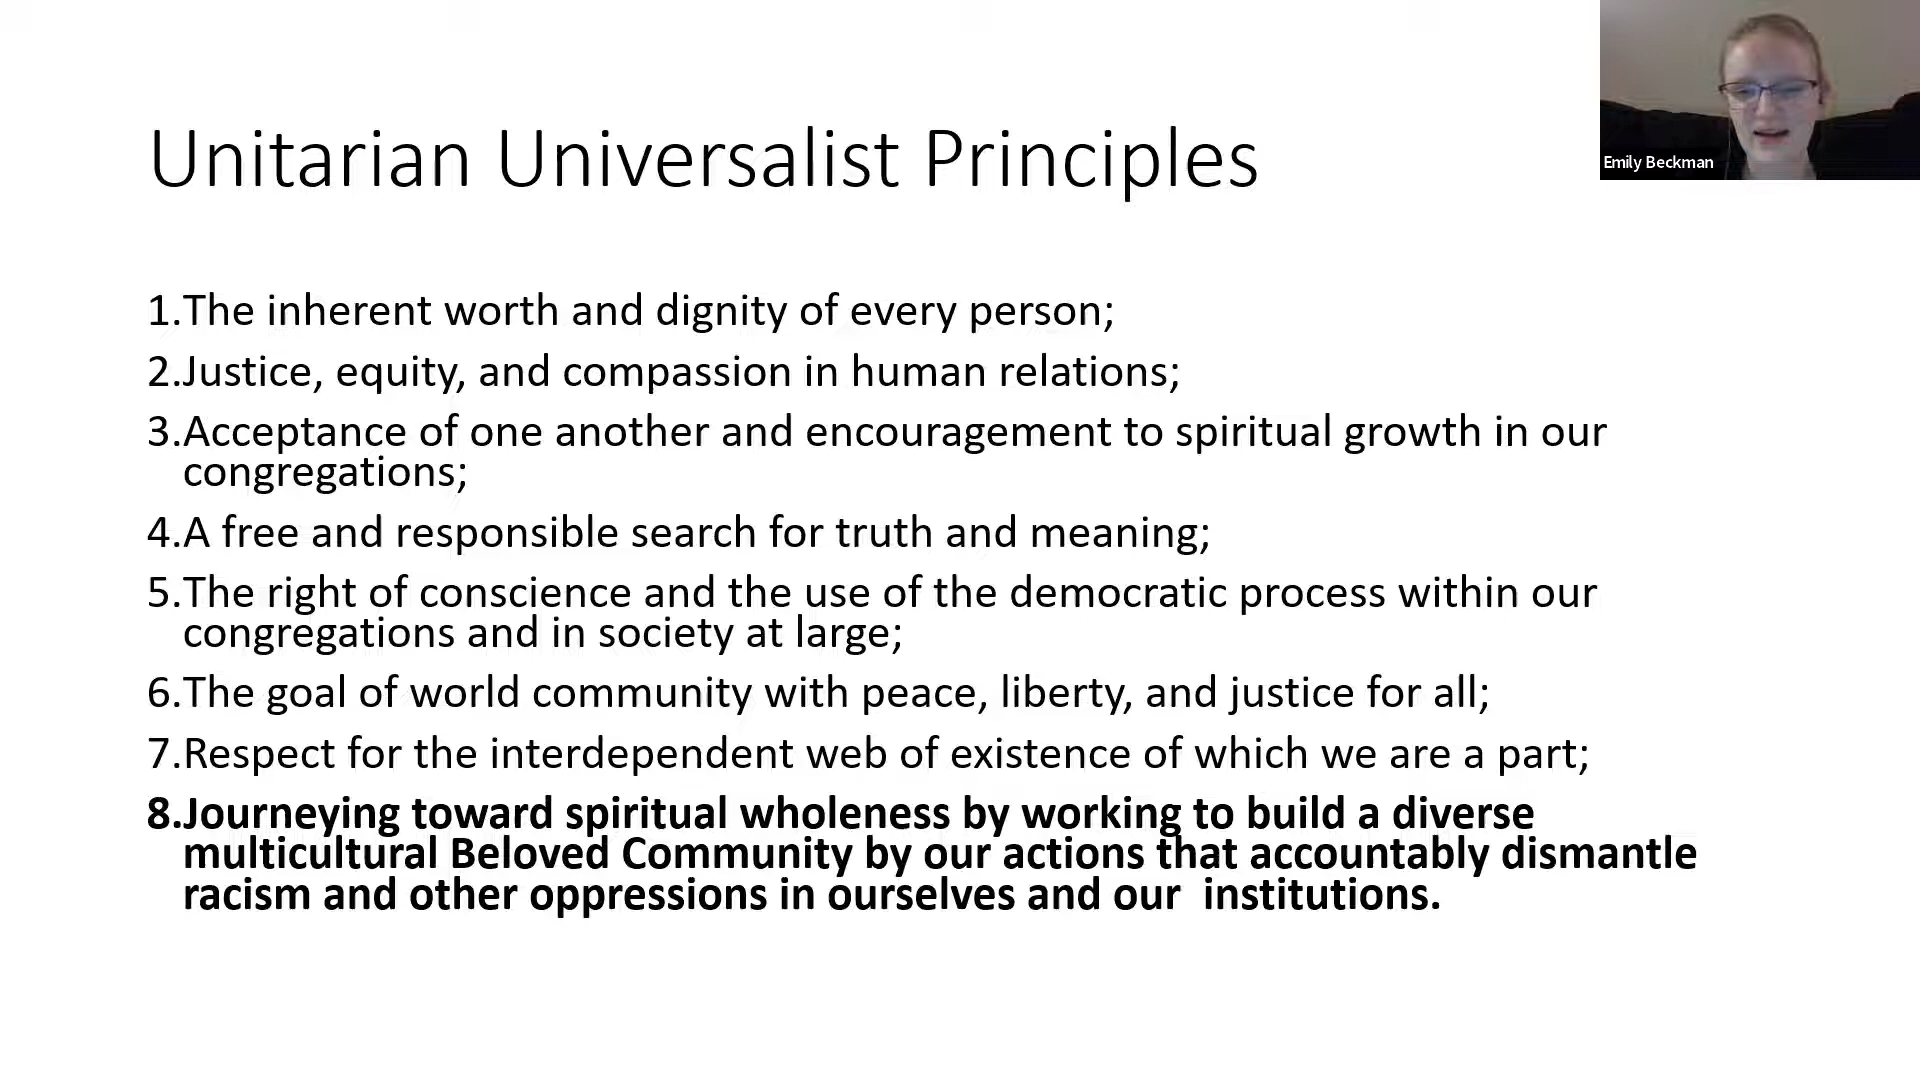 Unitarian Universalist Principles
Emily Beckman
1.The inherent worth and dignity of every person;
2.Justice, equity, and compassion in human relations;
3.Acceptance of one another and encouragement to spiritual growth in our
congregations;
4.A free and responsible search for truth and meaning;
5.The right of conscience and the use of the democratic process within our
congregations and in society at large;
6.The goal of world community with peace, liberty, and justice for all;
7.Respect for the interdependent web of existence of which we are a part;
8.Journeying toward spiritual wholeness by working to build a diverse
multicultural Beloved Community by our actions that accountably dismantle
racism and other oppressions in ourselves and our  institutions.